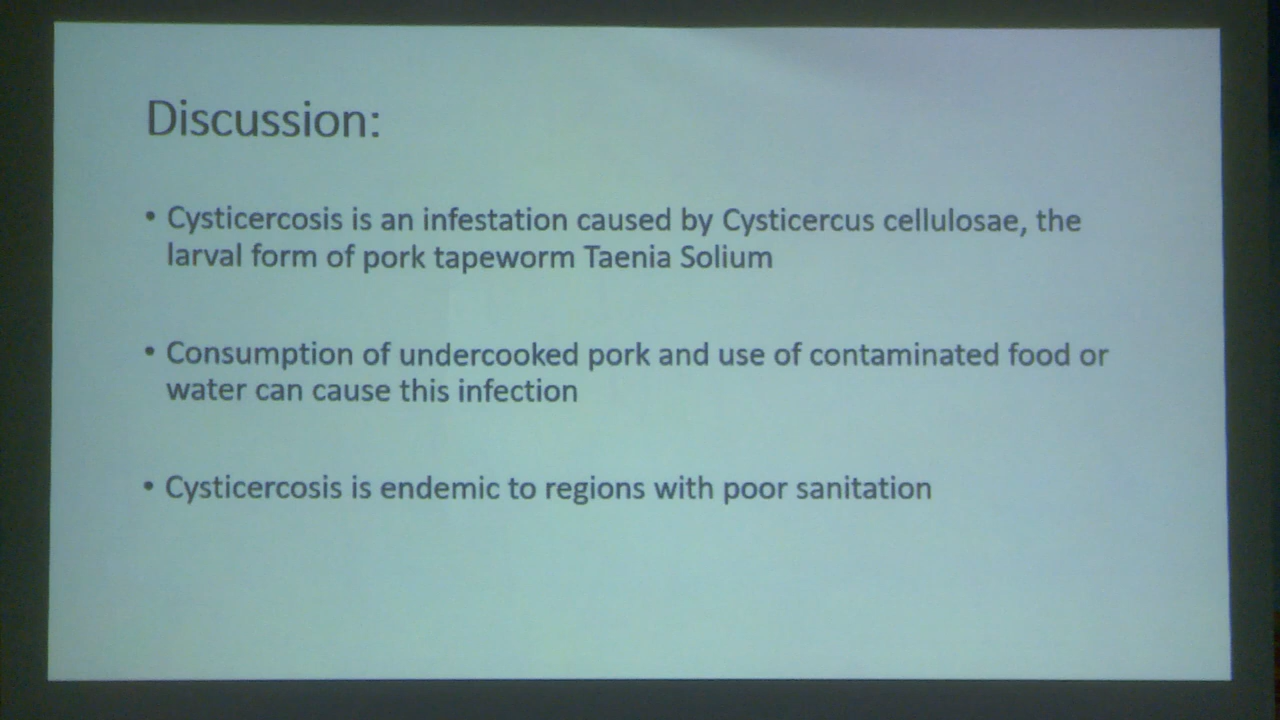 Discussion:
• Cysticercosis is an infestation caused by Cysticercus cellulosae, the
larval form of pork tapeworm Taenia Solium
• Consumption of undercooked pork and use of contaminated food or
water can cause this infection
• Cysticercosis is endemic to regions with poor sanitation